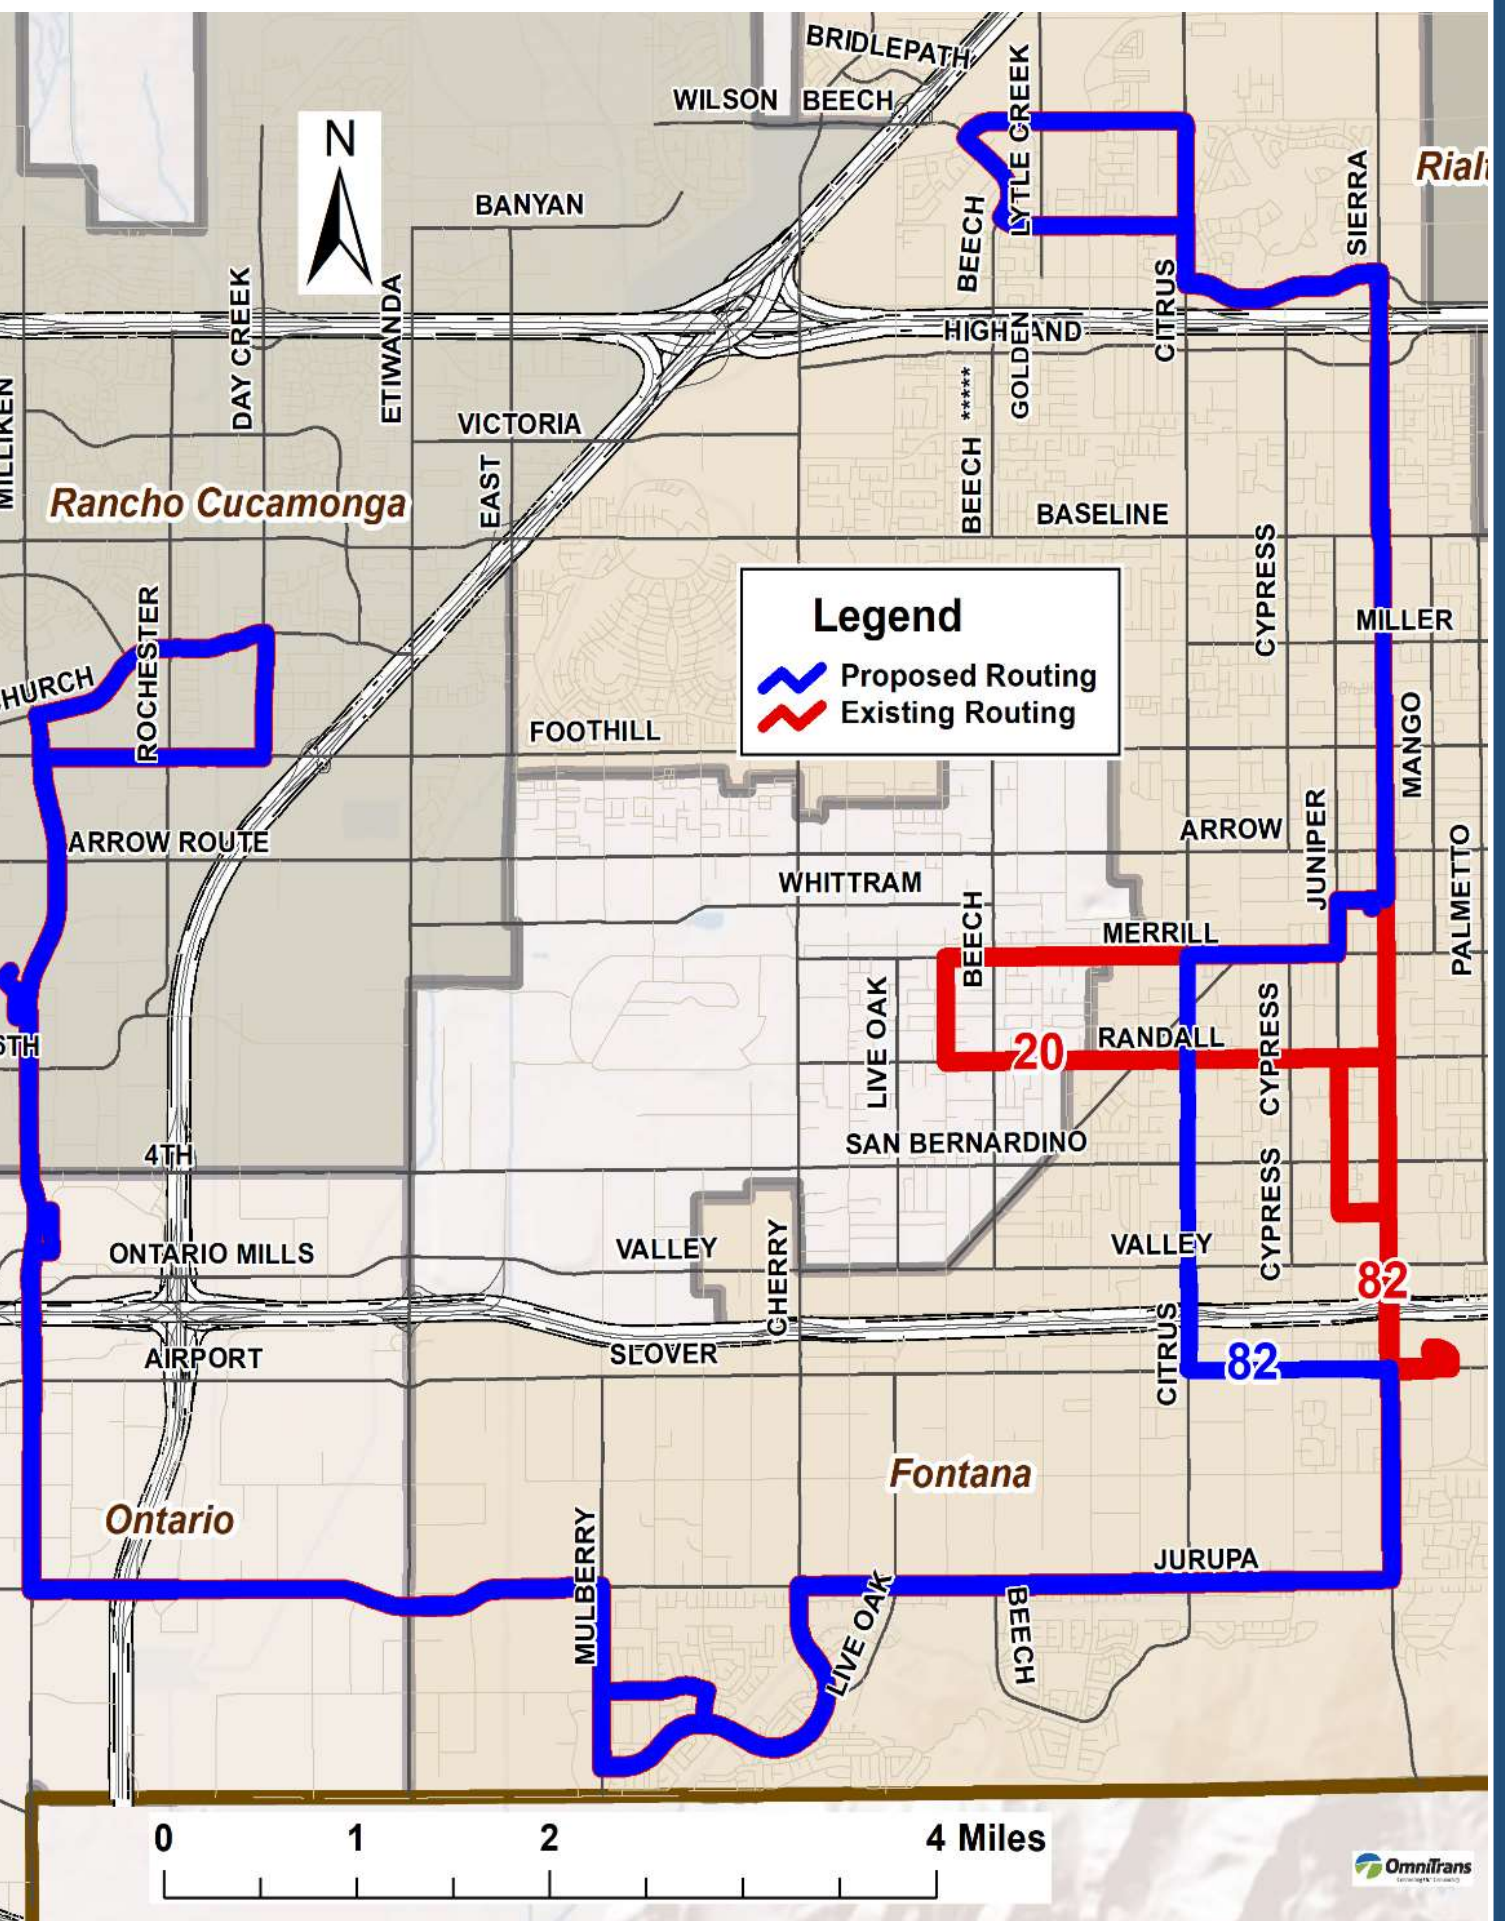 BRIDLEPATH
WILSON
BEECH
LYTLE CREEK
N
SIERRA
BANYAN
BEECH
CITRUS
DAY CREEK
ETIWANDA
HIGHLAND
GOLDEN
BEECH *****
VICTORIA
EAST
BEECH
Rancho Cucamonga
BASELINE
CYPRESS
Legend
Proposed Routing
Existing Routing
ROCHESTER
MILLER
MANGO
FOOTHILL
ARROW ROUTE
ARROW
JUNIPER
PALMETTO
WHITTRAM
BEECH
MERRILL
LIVE OAK
RANDALL
CYPRESS
20
6TH
4TH
SAN BERNARDINO
CYPRESS
ONTARIO MILLS
VALLEY
CHERRY
VALLEY
82
AIRPORT
SLOVER
CITRUS
82
Fontana
Ontario
MULBERRY
LIVE OAK
BEECH
JURUPA
0 1 2 4 Miles
OmniTrans